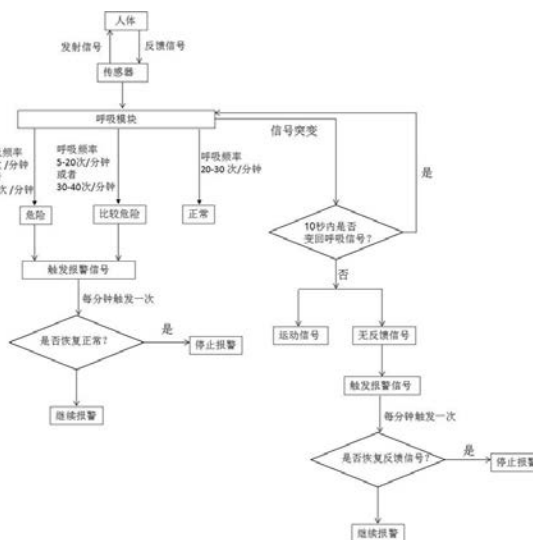 人体
发射信号
反馈信号
传感器
呼吸模块
信号突变
频率
/分钟
次/分钟
呼吸频率
5-20次/分钟
或者
30-40次/分钟
呼吸频率
20-30 次/分钟
是
危险
比较危险
正常
10秒内是否
变回呼吸信号?
触发报警信号
否
每分钟触发一次
运动信号
无反馈信号
是否恢复正常?
是
停止报警
触发报警信号
继续报警
每分钟触发一次
是否恢复反馈信号?
是
停止报警
继续报警